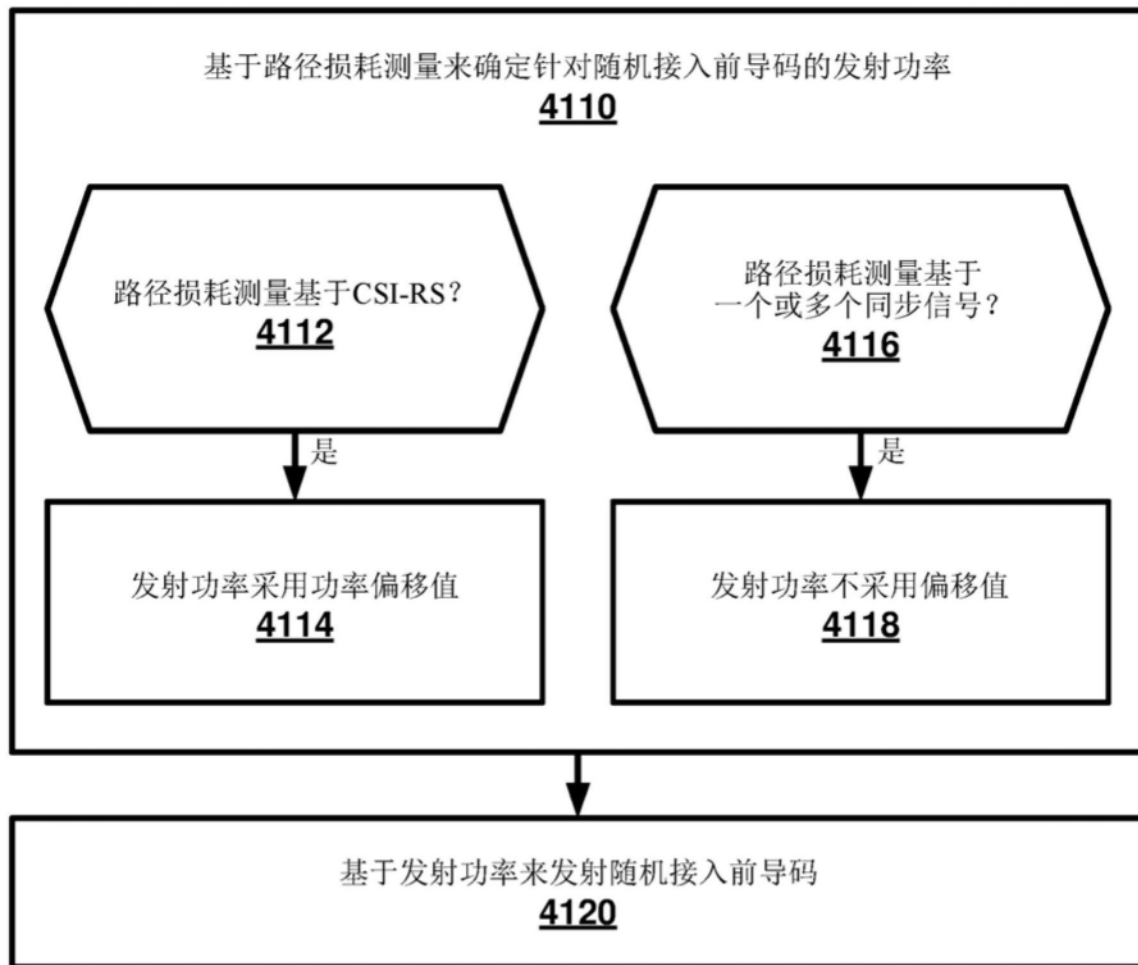 基于路径损耗测量来确定针对随机接入前导码的发射功率
4110
路径损耗测量基于CSI-RS?
4112
是
发射功率采用功率偏移值
4114
路径损耗测量基于
一个或多个同步信号?
4116
是
发射功率不采用偏移值
4118
基于发射功率来发射随机接入前导码
4120